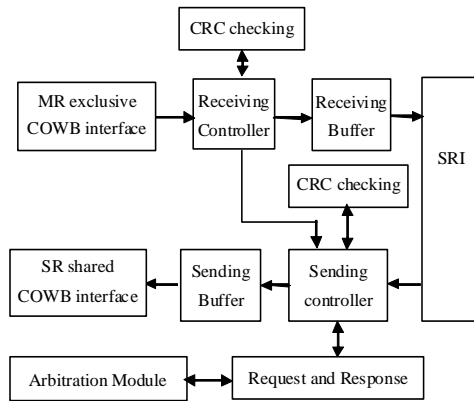 CRC checking
MR exclusive
COWB interface
Receiving
Controller
Receiving
Buffer
SRI
CRC checking
SR shared
COWB interface
Sending
Buffer
Sending
controller
Arbitration Module
Request and Response